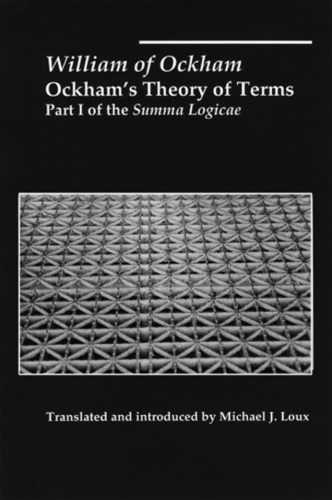 William of Ockham
Ockham's Theory of Terms
Part I of the Summa Logicae
Translated and introduced by Michael J. Loux